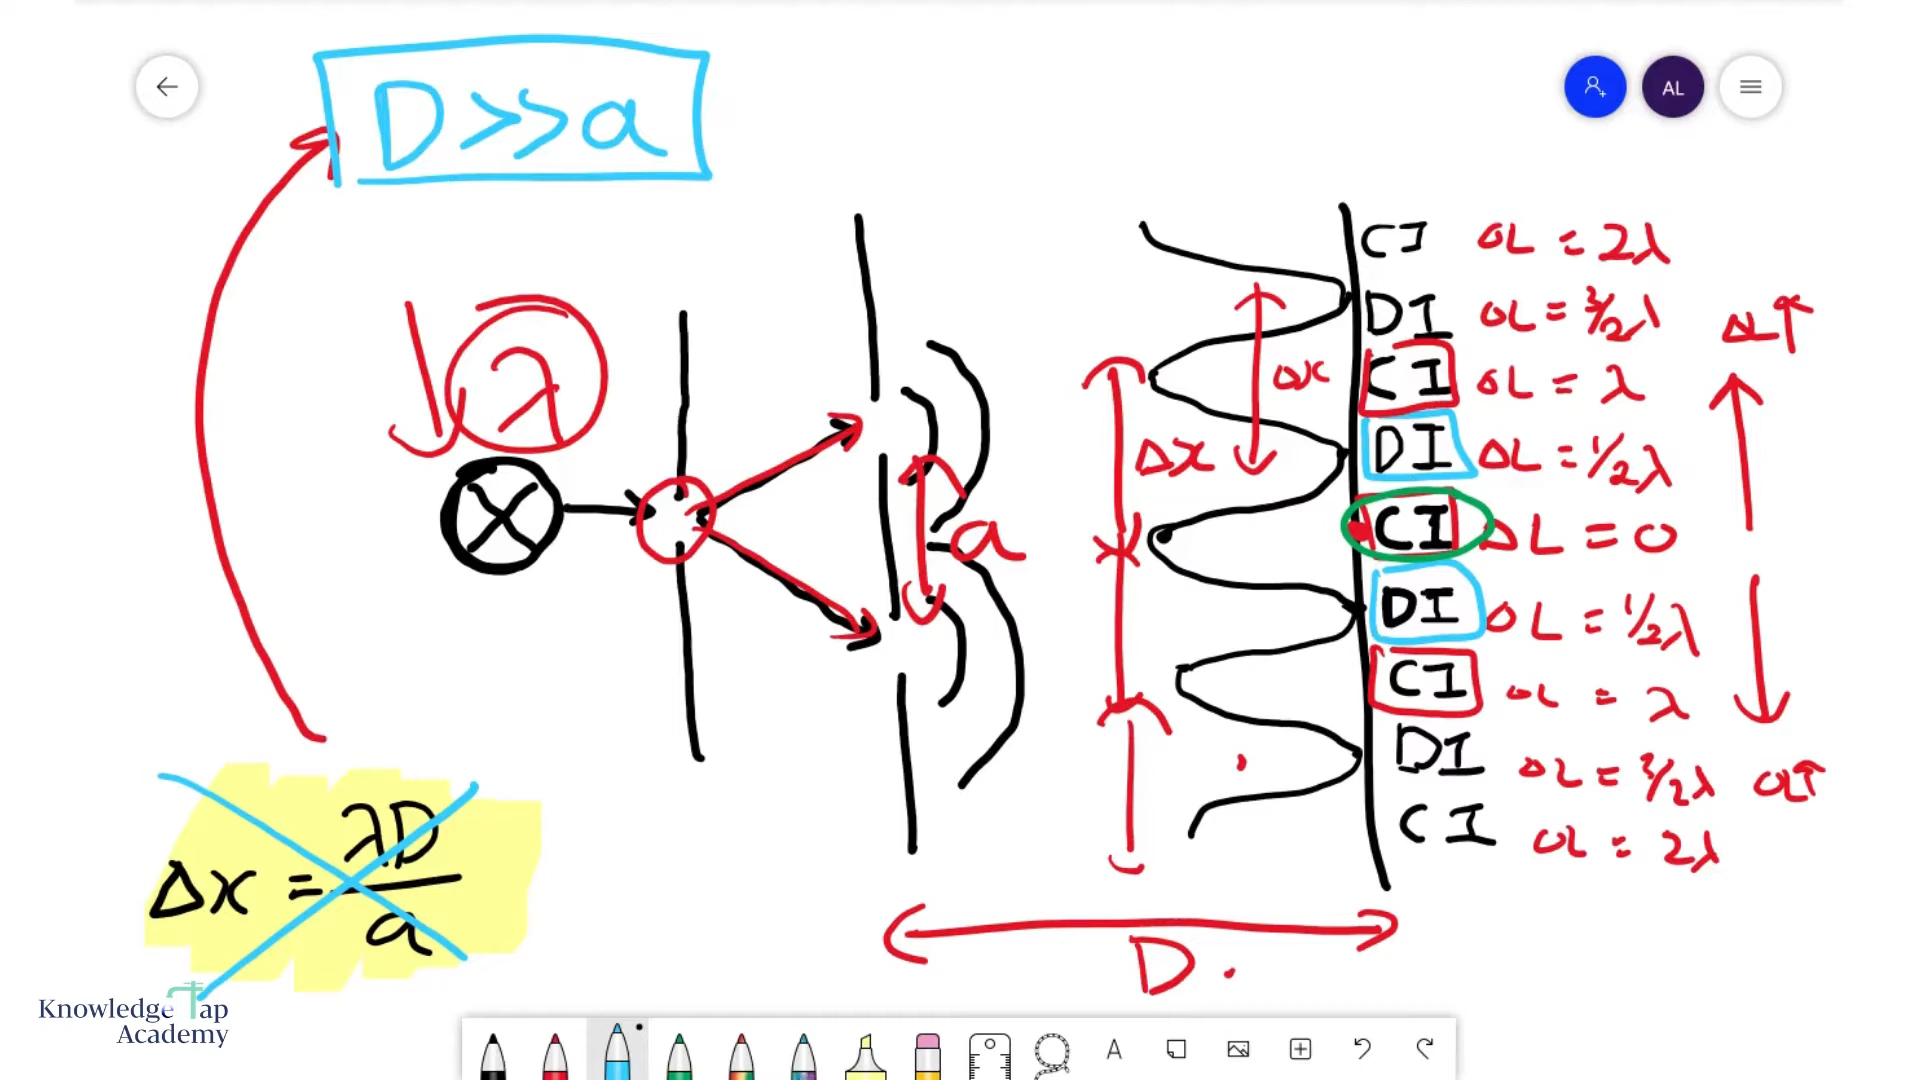 D>>a
AL
CI ΔL = 2λ
DI ΔL = 3/2λ
ΔL↑
λ
CI ΔL = λ
Δx
Δx
DI ΔL = 1/2λ
CI ΔL = 0
a
DI ΔL = 1/2λ
CI ΔL = λ
DI ΔL = 3/2λ
ΔL↑
CI ΔL = 2λ
Δx = λD/a
D
Knowledge Tap
Academy
A